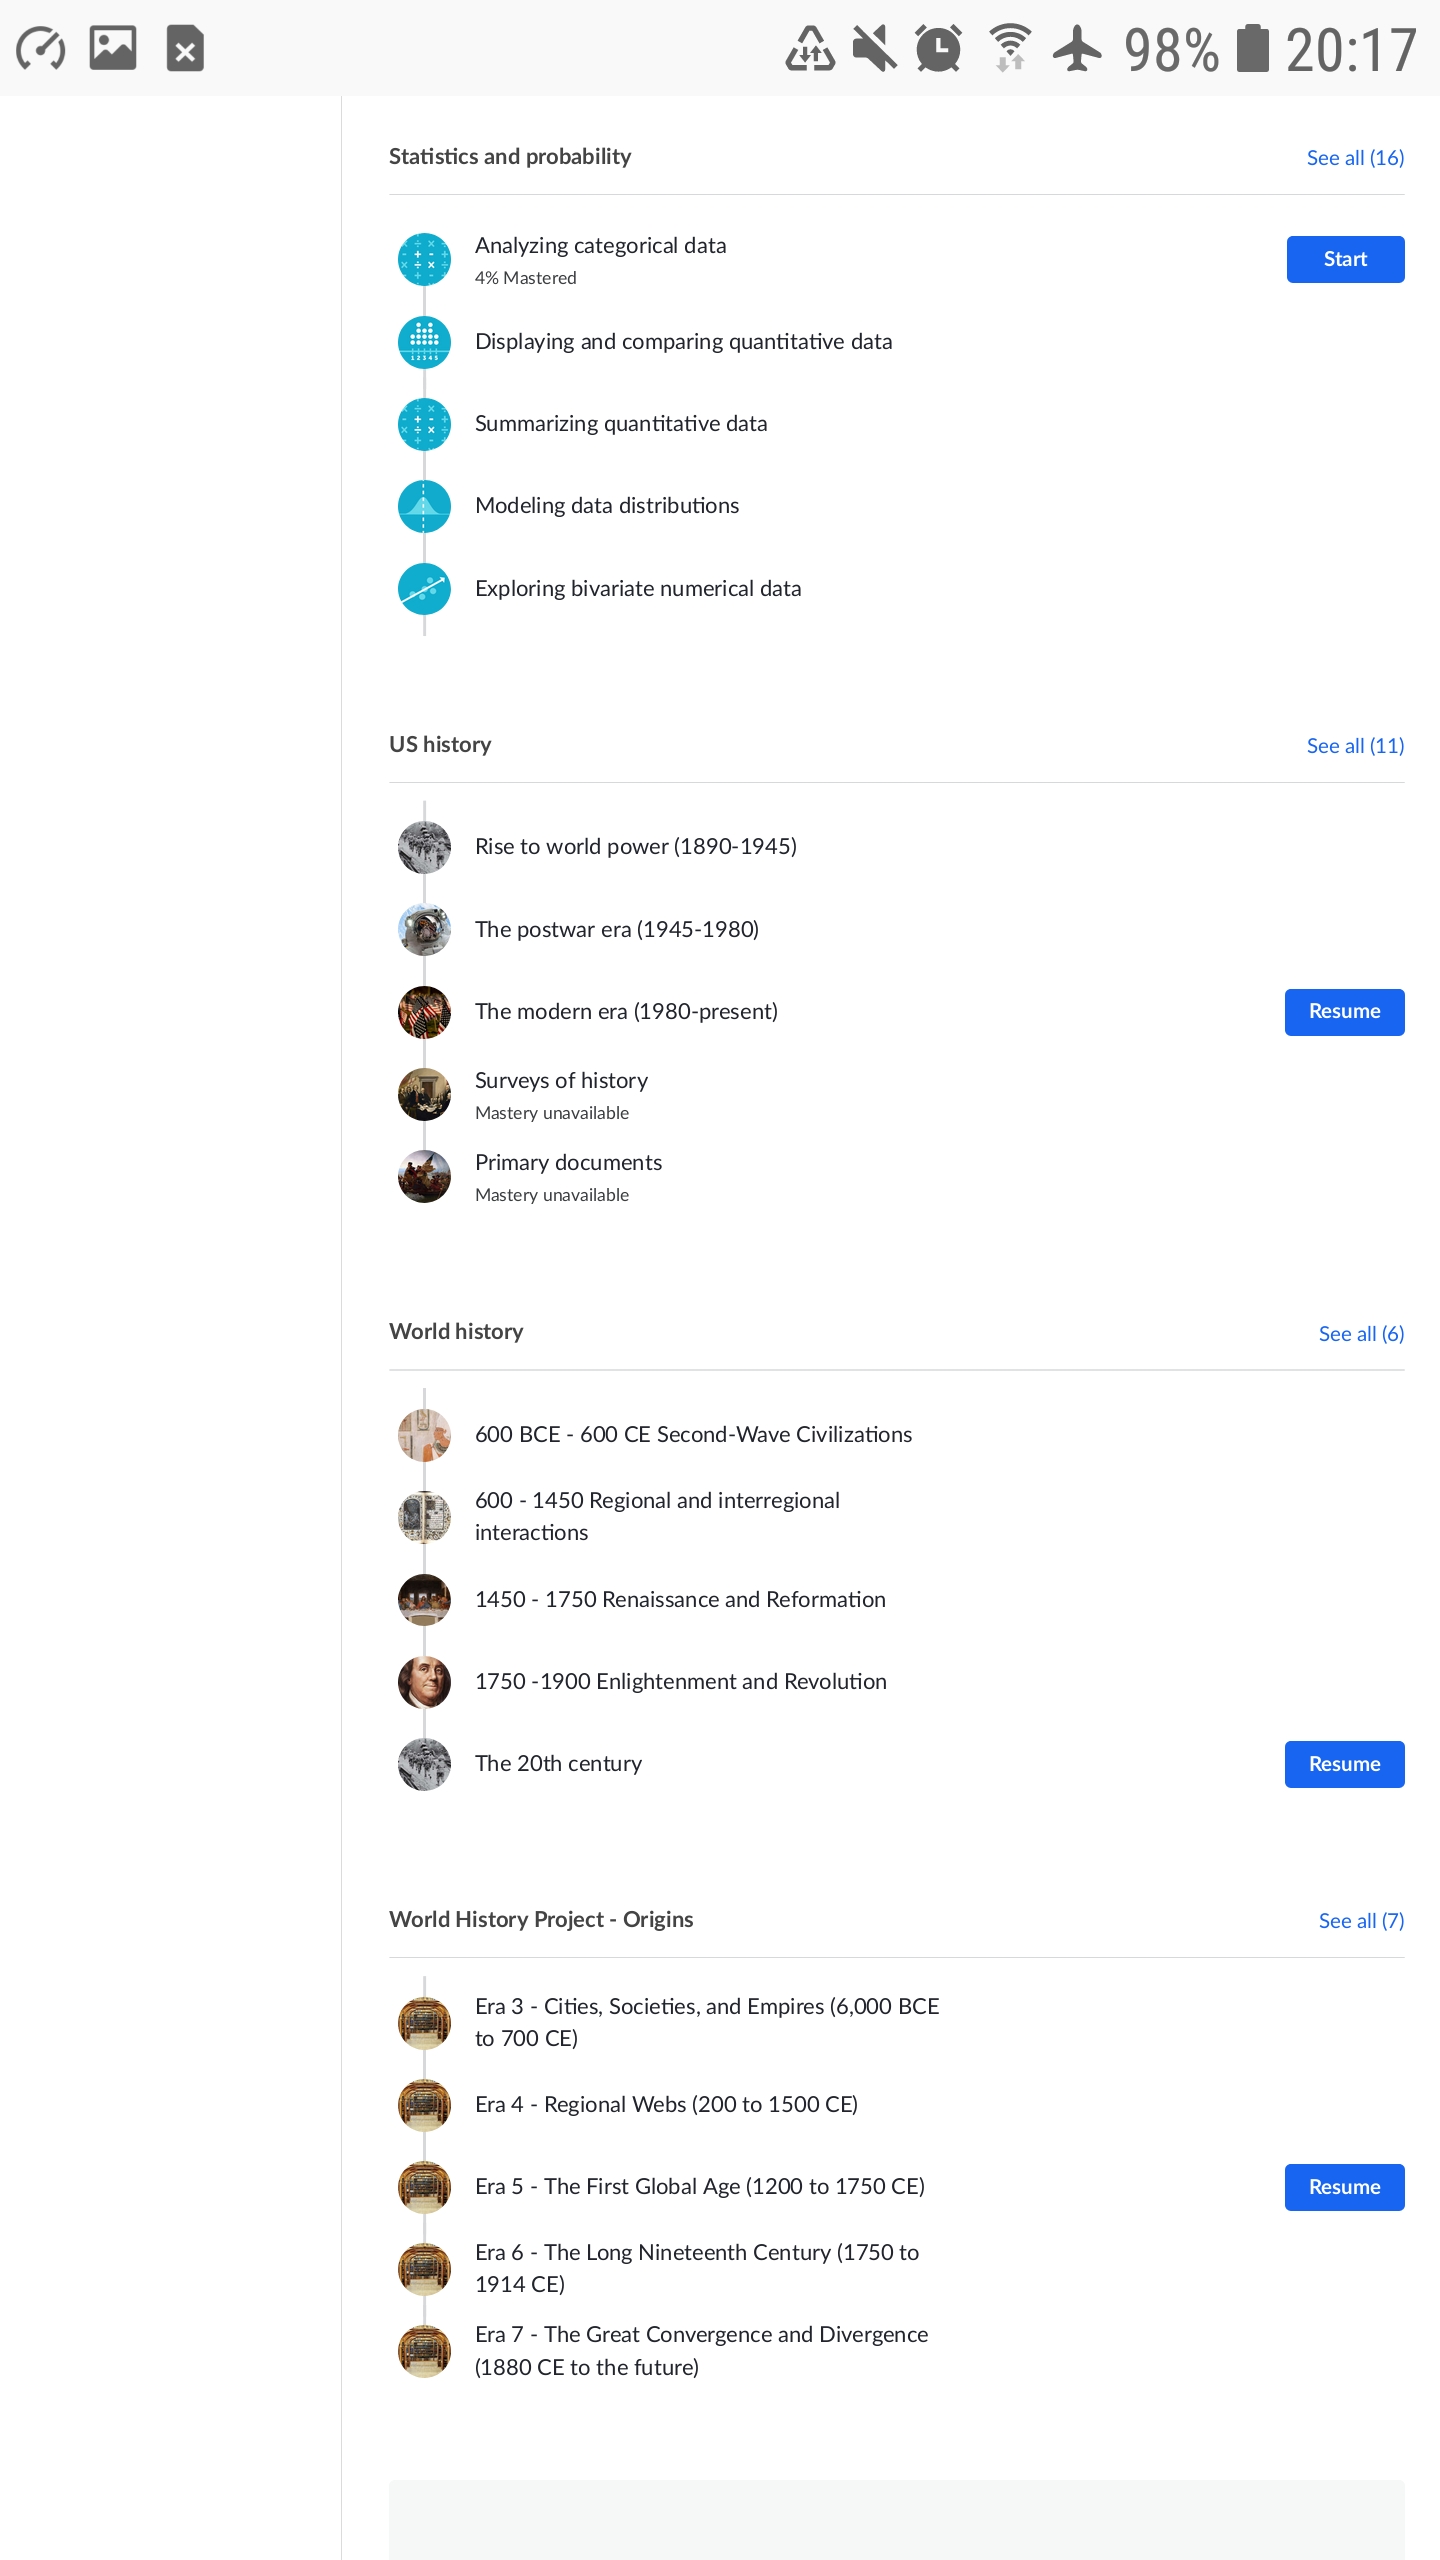 98% 20:17
Statistics and probability See all (16)
Analyzing categorical data
4% Mastered
Start
Displaying and comparing quantitative data
Summarizing quantitative data
Modeling data distributions
Exploring bivariate numerical data
US history See all (11)
Rise to world power (1890-1945)
The postwar era (1945-1980)
The modern era (1980-present) Resume
Surveys of history
Mastery unavailable
Primary documents
Mastery unavailable
World history See all (6)
600 BCE - 600 CE Second-Wave Civilizations
600 - 1450 Regional and interregional
interactions
1450 - 1750 Renaissance and Reformation
1750 -1900 Enlightenment and Revolution
The 20th century Resume
World History Project - Origins See all (7)
Era 3 - Cities, Societies, and Empires (6,000 BCE
to 700 CE)
Era 4 - Regional Webs (200 to 1500 CE)
Era 5 - The First Global Age (1200 to 1750 CE) Resume
Era 6 - The Long Nineteenth Century (1750 to
1914 CE)
Era 7 - The Great Convergence and Divergence
(1880 CE to the future)